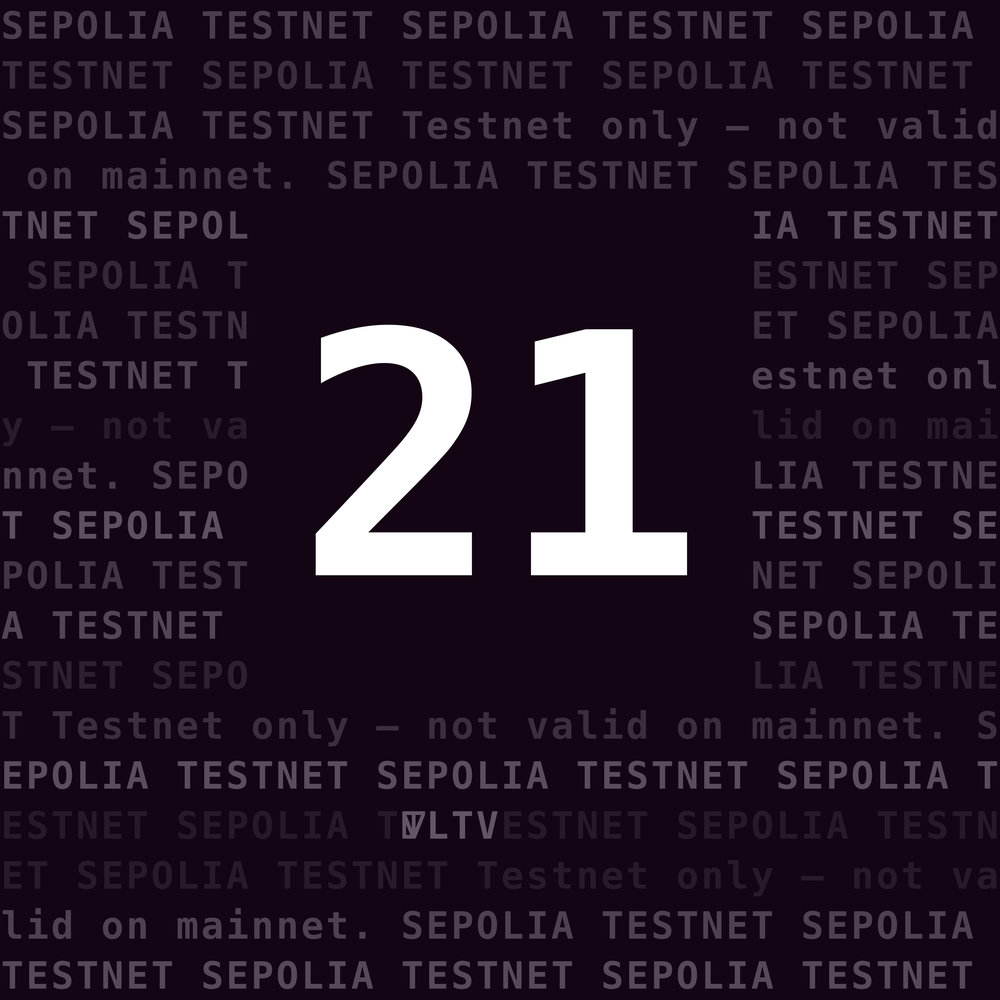 SEPOLIA TESTNET SEPOLIA TESTNET SEPOLIA
TESTNET SEPOLIA TESTNET SEPOLIA TESTNET
SEPOLIA TESTNET Testnet only — not valid
on mainnet. SEPOLIA TESTNET SEPOLIA TES
TNET SEPOL IA TESTNET
SEPOLIA T ESTNET SEP
OLIA TESTN ET SEPOLIA
TESTNET T estnet onl
21
y — not va lid on mai
nnet. SEPO LIA TESTNE
T SEPOLIA TESTNET SE
POLIA TEST NET SEPOLI
A TESTNET SEPOLIA TE
STNET SEPO LIA TESTNE
T Testnet only — not valid on mainnet. S
EPOLIA TESTNET SEPOLIA TESTNET SEPOLIA T
ESTNET SEPOLIA T VLTV ESTNET SEPOLIA TESTN
ET SEPOLIA TESTNET Testnet only — not va
lid on mainnet. SEPOLIA TESTNET SEPOLIA
TESTNET SEPOLIA TESTNET SEPOLIA TESTNET